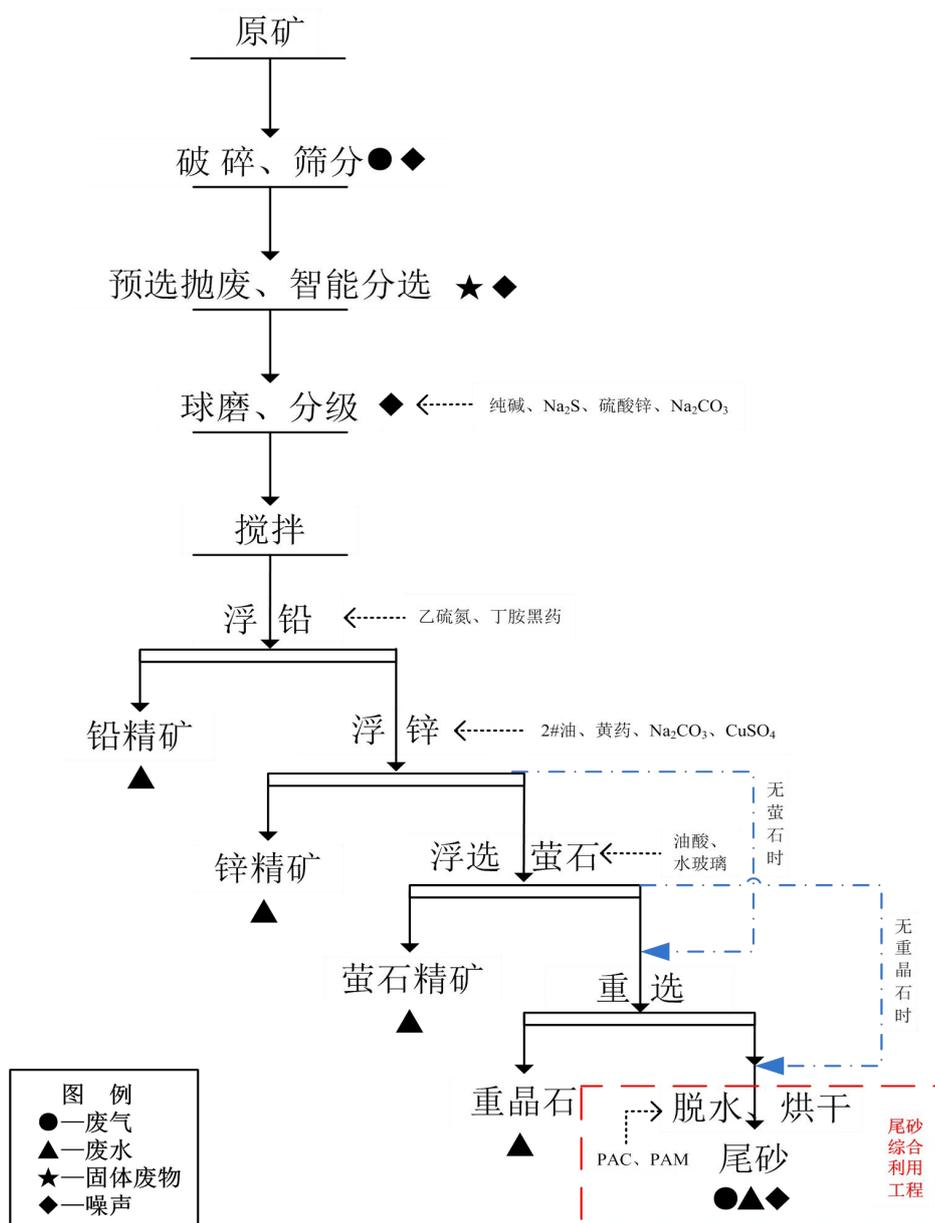 原矿
破 碎、筛分
预选抛废、智能分选
球磨、分级
纯碱、Na₂S、硫酸锌、Na₂CO₃
搅拌
浮 铅
乙硫氮、丁胺黑药
铅精矿
浮 锌
2#油、黄药、Na₂CO₃、CuSO₄
无萤石时
锌精矿
浮选 萤石
油酸、
水玻璃
无重晶石时
萤石精矿
重 选
重晶石
脱水、烘干
PAC、PAM
尾砂
尾砂
综合
利用
工程
图 例
—废气
—废水
—固体废物
—噪声